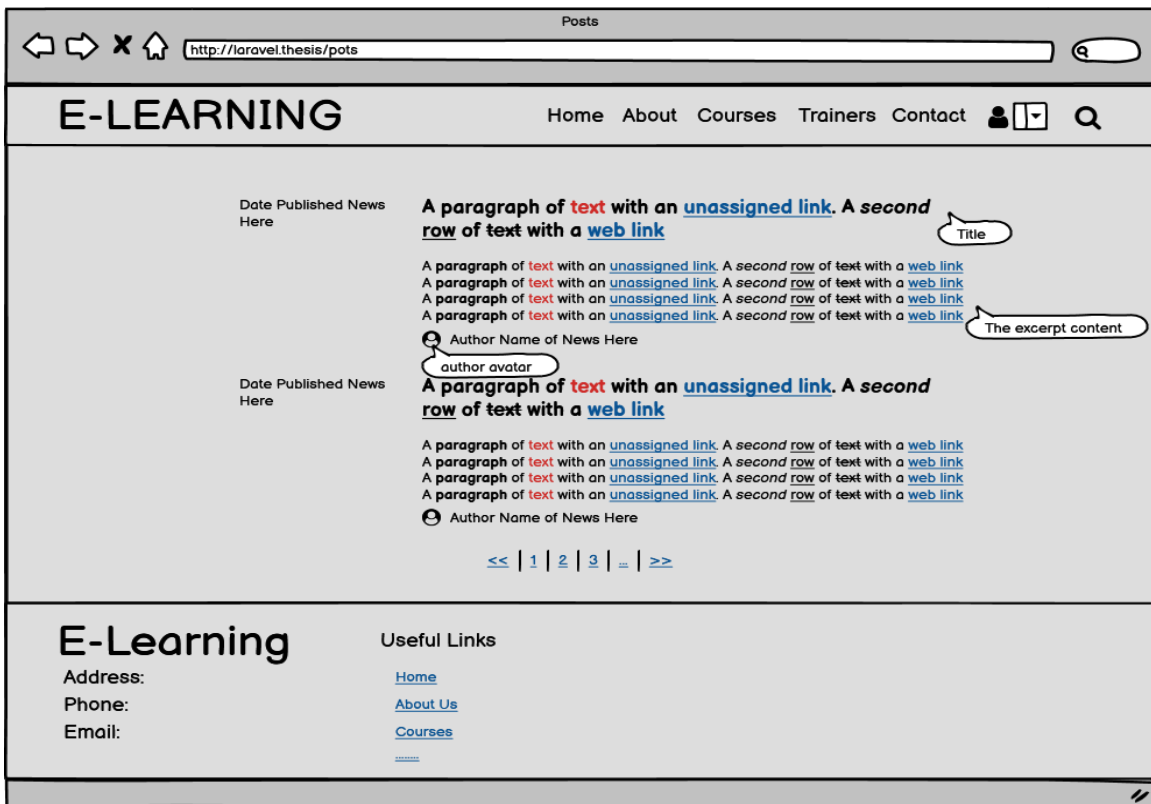 Posts
http://laravel.thesis/pots
E-LEARNING
Home About Courses Trainers Contact
Date Published News
Here
A paragraph of text with an unassigned link. A second
row of text with a web link
Title
A paragraph of text with an unassigned link. A second row of text with a web link
A paragraph of text with an unassigned link. A second row of text with a web link
A paragraph of text with an unassigned link. A second row of text with a web link
A paragraph of text with an unassigned link. A second row of text with a web link
The excerpt content
Author Name of News Here
author avatar
Date Published News
Here
A paragraph of text with an unassigned link. A second
row of text with a web link
A paragraph of text with an unassigned link. A second row of text with a web link
A paragraph of text with an unassigned link. A second row of text with a web link
A paragraph of text with an unassigned link. A second row of text with a web link
A paragraph of text with an unassigned link. A second row of text with a web link
Author Name of News Here
<< | 1 | 2 | 3 | ... | >>
E-Learning
Address:
Phone:
Email:
Useful Links
Home
About Us
Courses
........